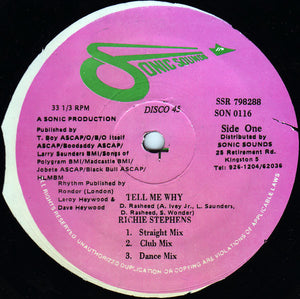 SONIC SOUNDS
33 1/3 RPM
DISCO 45
SSR 798288
SON 0116
A SONIC PRODUCTION
Published by
T. Boy ASCAP/O/B/O Itself
ASCAP/Boodaddy ASCAP/
Larry Saunders BMI/Songs of
Polygram BMI/Madcastle BMI/
Jobete ASCAP/Black Bull ASCAP/
HLMBM
Rhythm Published by
Rondor (London)
Leroy Heywood &
Dave Heywood
Side One
Distributed by
SONIC SOUNDS
25 Retirement Rd.
Kingston 5
Tel: 926-1204/62036
TELL ME WHY
D. Rasheed (A. Ivey Jr., L. Saunders,
D. Rasheed, S. Wonder)
RICHIE STEPHENS
1. Straight Mix
2. Club Mix
3. Dance Mix
ALL RIGHTS RESERVED UNAUTHORIZED DUPLICATION OR COPYING ARE VIOLATIONS OF APPLICABLE LAWS